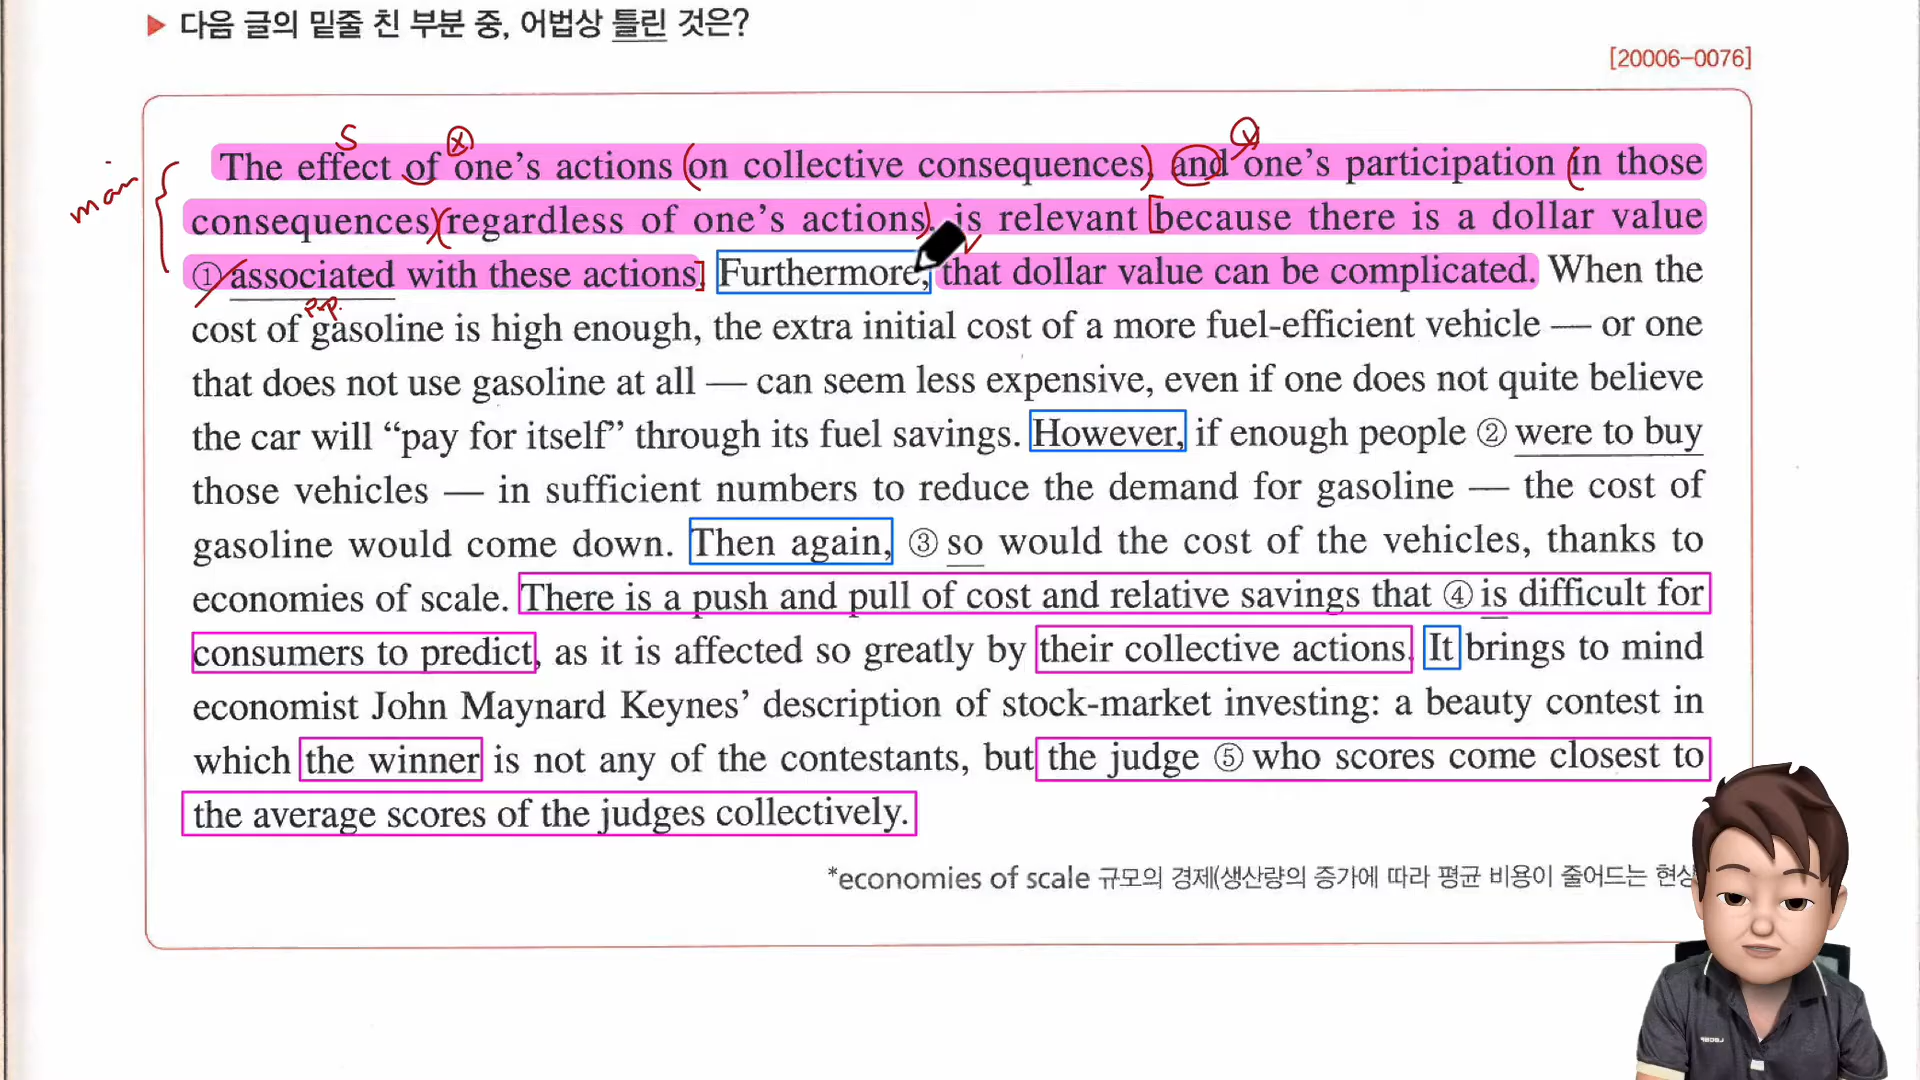 ▶ 다음 글의 밑줄 친 부분 중, 어법상 틀린 것은?
[20006-0076]
S ⓧ ⓨ
The effect of one's actions (on collective consequences), and one's participation (in those
main
consequences)(regardless of one's actions), is relevant [because there is a dollar value
① associated with these actions]. Furthermore, that dollar value can be complicated. When the
p.p.
cost of gasoline is high enough, the extra initial cost of a more fuel-efficient vehicle — or one
that does not use gasoline at all — can seem less expensive, even if one does not quite believe
the car will “pay for itself” through its fuel savings. However, if enough people ② were to buy
those vehicles — in sufficient numbers to reduce the demand for gasoline — the cost of
gasoline would come down. Then again, ③ so would the cost of the vehicles, thanks to
economies of scale. There is a push and pull of cost and relative savings that ④ is difficult for
consumers to predict, as it is affected so greatly by their collective actions. It brings to mind
economist John Maynard Keynes’ description of stock-market investing: a beauty contest in
which the winner is not any of the contestants, but the judge ⑤ who scores come closest to
the average scores of the judges collectively.
*economies of scale 규모의 경제(생산량의 증가에 따라 평균 비용이 줄어드는 현상